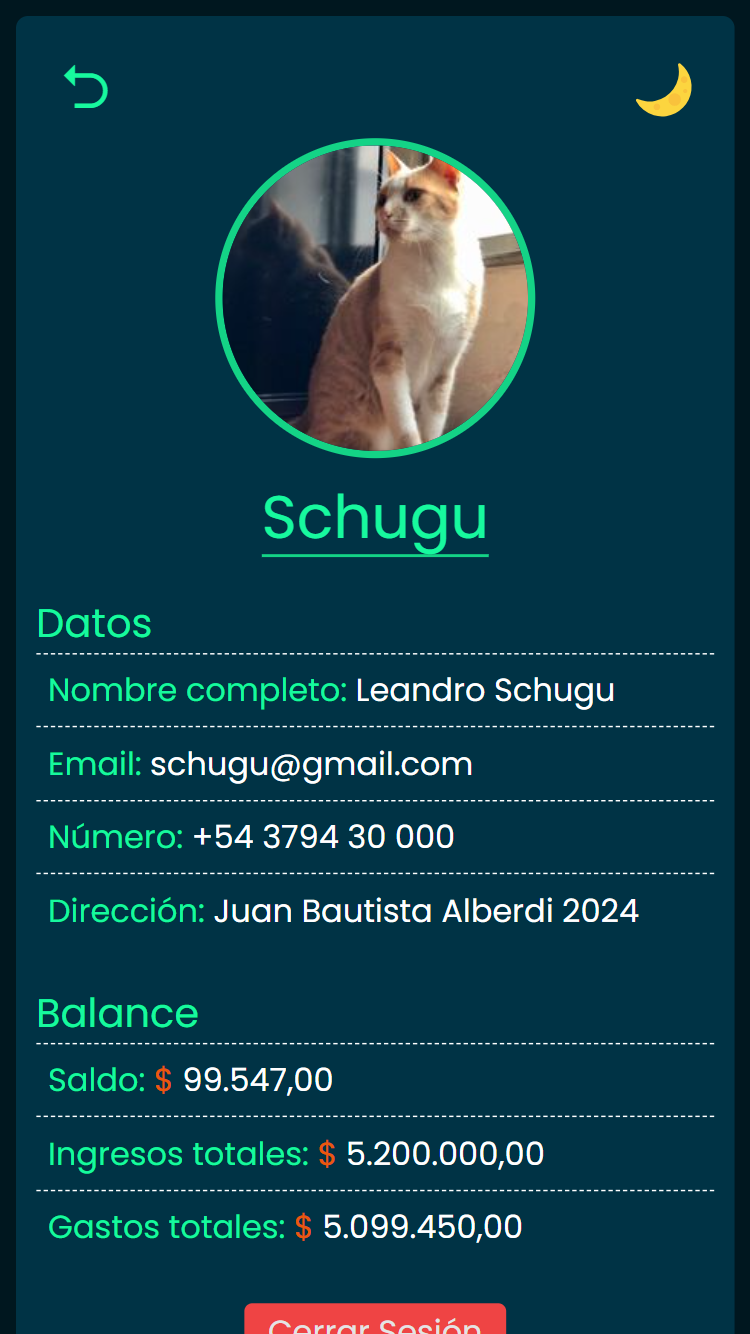 Schugu
Datos
Nombre completo: Leandro Schugu
Email: schugu@gmail.com
Número: +54 3794 30 000
Dirección: Juan Bautista Alberdi 2024
Balance
Saldo: $ 99.547,00
Ingresos totales: $ 5.200.000,00
Gastos totales: $ 5.099.450,00
Cerrar Sesión